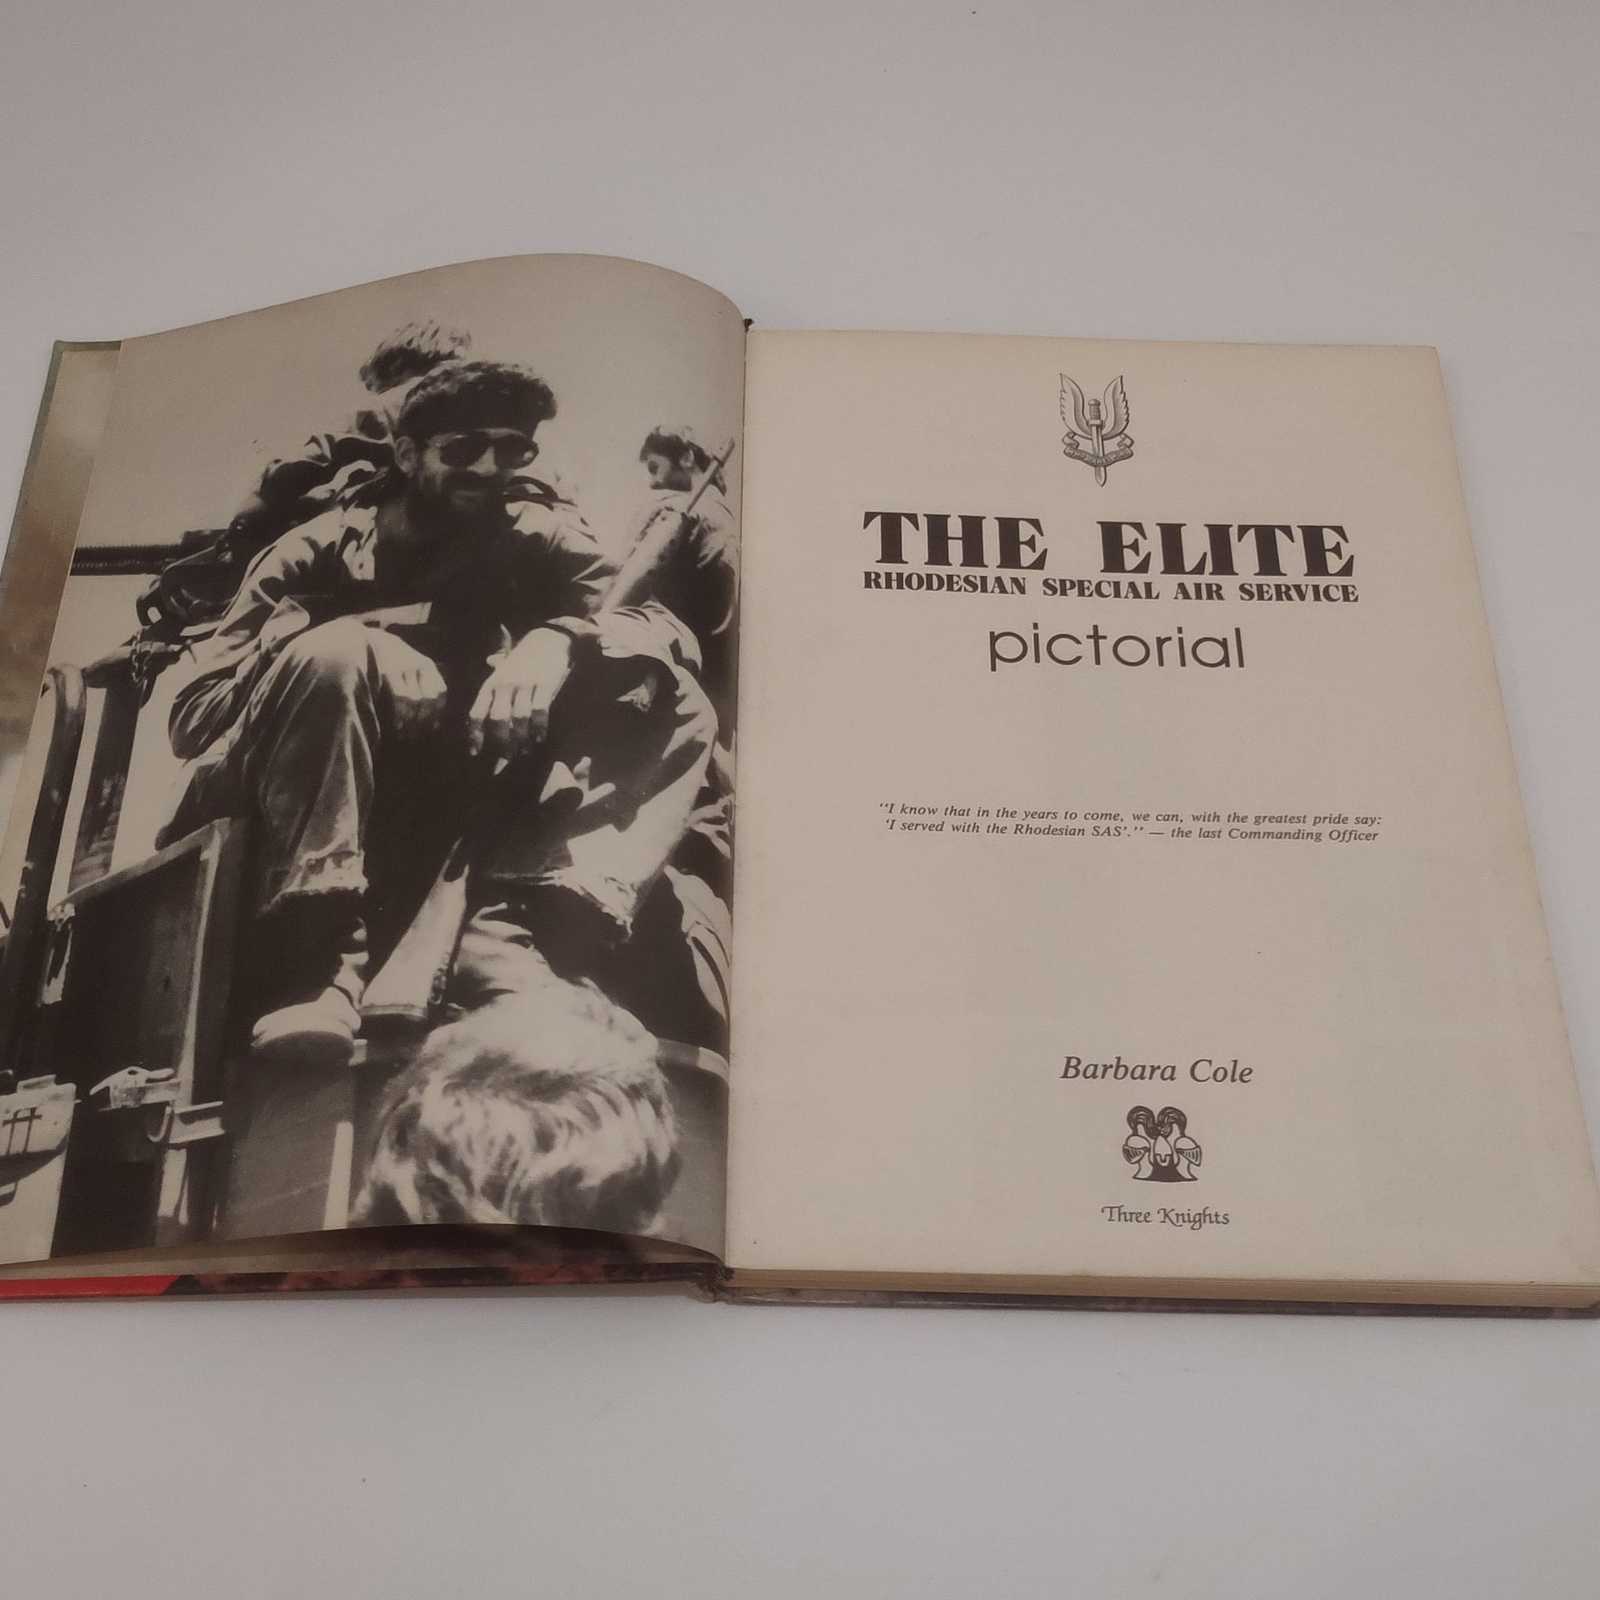 THE ELITE
RHODESIAN SPECIAL AIR SERVICE
pictorial
"I know that in the years to come, we can, with the greatest pride say:
'I served with the Rhodesian SAS'." — the last Commanding Officer
Barbara Cole
Three Knights